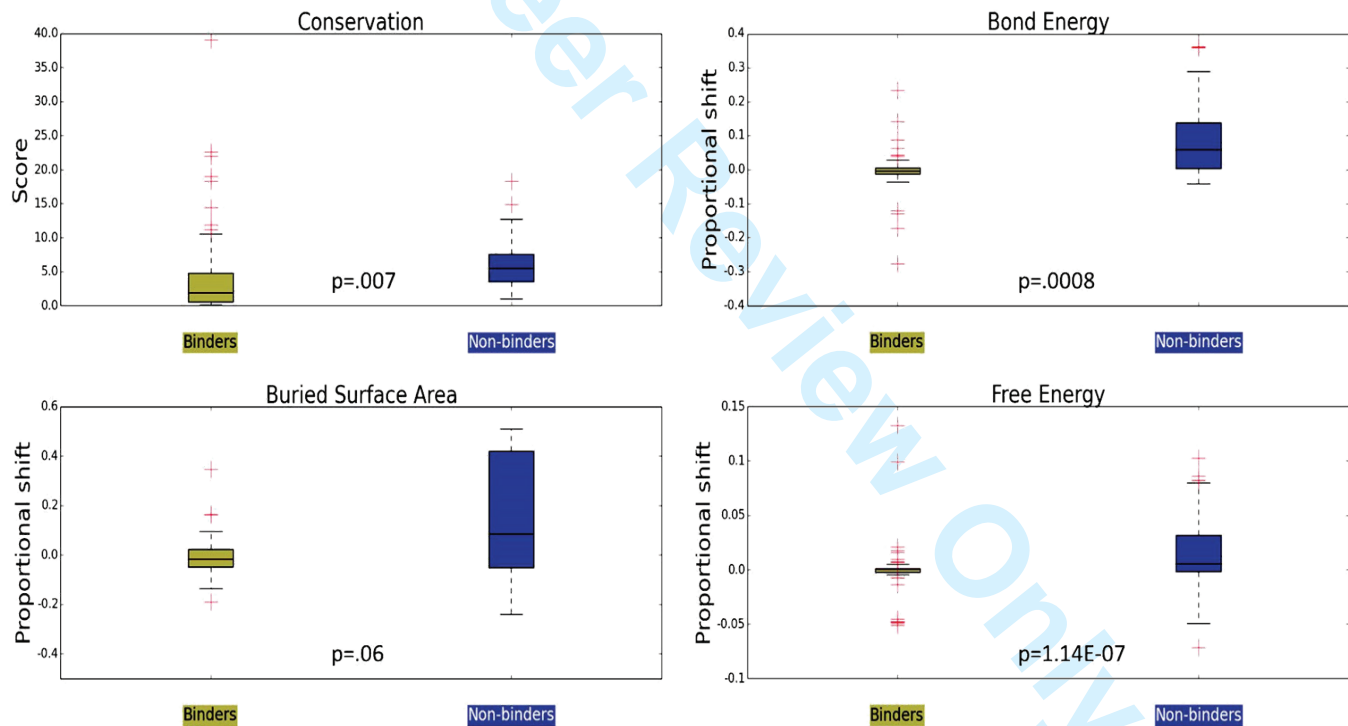 Conservation
Score
40.0
35.0
30.0
25.0
20.0
15.0
10.0
5.0
0.0
p=.007
Binders
Non-binders
Bond Energy
Proportional shift
0.4
0.3
0.2
0.1
0.0
-0.1
-0.2
-0.3
-0.4
p=.0008
Binders
Non-binders
Buried Surface Area
Proportional shift
0.6
0.4
0.2
0.0
-0.2
-0.4
p=.06
Binders
Non-binders
Free Energy
Proportional shift
0.15
0.1
0.05
0.0
-0.05
-0.1
p=1.14E-07
Binders
Non-binders
eer Review Only